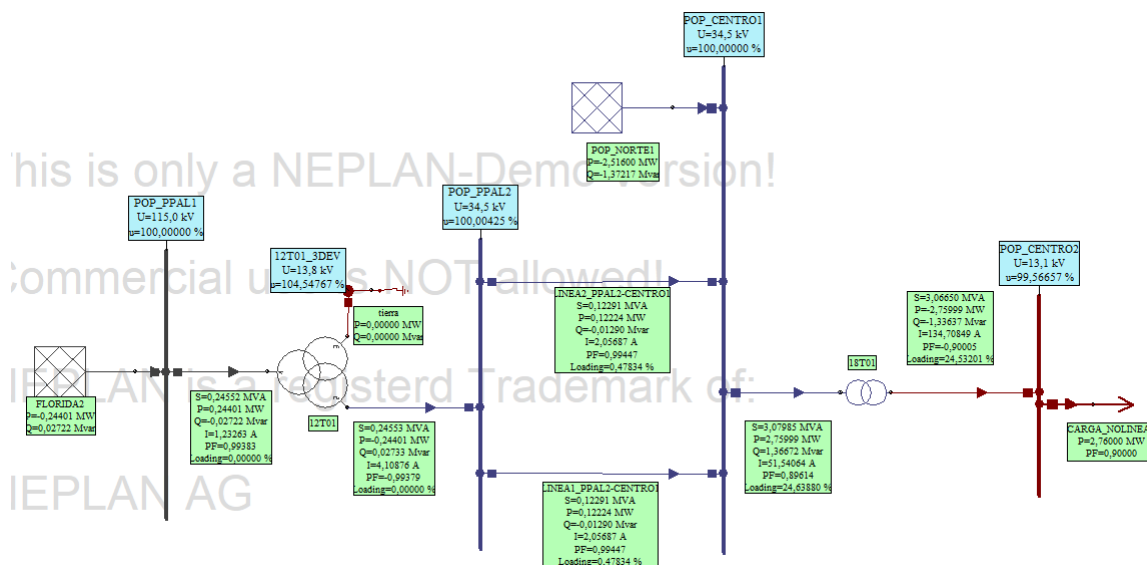 POP_CENTRO1
U=34,5 kV
u=100,00000 %
This is only a NEPLAN-Demo version!
POP_NORTE1
P=-2,51600 MW
Q=-1,37217 Mvar
POP_PPAL1
U=115,0 kV
u=100,00000 %
POP_PPAL2
U=34,5 kV
u=100,00425 %
12T01_3DEV
U=13,8 kV
u=104,54767 %
POP_CENTRO2
U=13,1 kV
u=99,56657 %
Commercial us is NOT allowed!
tierra
P=0,00000 MW
Q=0,00000 Mvar
LINEA2_PPAL2-CENTRO1
S=0,12291 MVA
P=0,12224 MW
Q=-0,01290 Mvar
I=2,05687 A
PF=0,99447
Loading=0,47834 %
S=3,06650 MVA
P=-2,75999 MW
Q=-1,33637 Mvar
I=134,70849 A
PF=-0,90005
Loading=24,53201 %
18T01
NEPLAN is a sterd Trademark of:
FLORIDA2
P=-0,24401 MW
Q=0,02722 Mvar
S=0,24552 MVA
P=0,24401 MW
Q=-0,02722 Mvar
I=1,23263 A
PF=0,99383
Loading=0,00000 %
12T01
S=0,24553 MVA
P=-0,24401 MW
Q=0,02733 Mvar
I=4,10876 A
PF=-0,99379
Loading=0,00000 %
S=3,07985 MVA
P=2,75999 MW
Q=1,36672 Mvar
I=51,54064 A
PF=0,89614
Loading=24,63880 %
CARGA_NOLINEA
P=2,76000 MW
PF=0,90000
NEPLAN AG
LINEA1_PPAL2-CENTRO1
S=0,12291 MVA
P=0,12224 MW
Q=-0,01290 Mvar
I=2,05687 A
PF=0,99447
Loading=0,47834 %